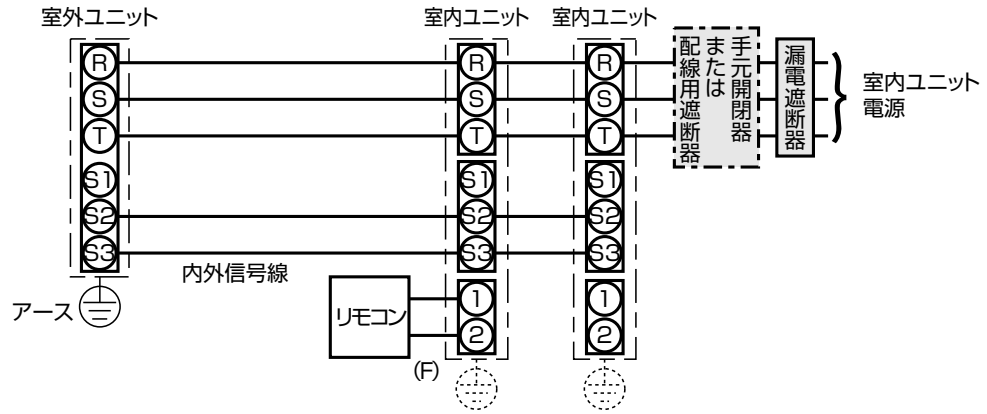 室外ユニット
室内ユニット
室内ユニット
R
R
R
S
S
S
T
T
T
手元開閉器
または
配線用遮断器
漏電遮断器
室内ユニット
電源
S1
S1
S1
S2
S2
S2
S3
S3
S3
内外信号線
アース
リモコン
1
1
2
2
(F)